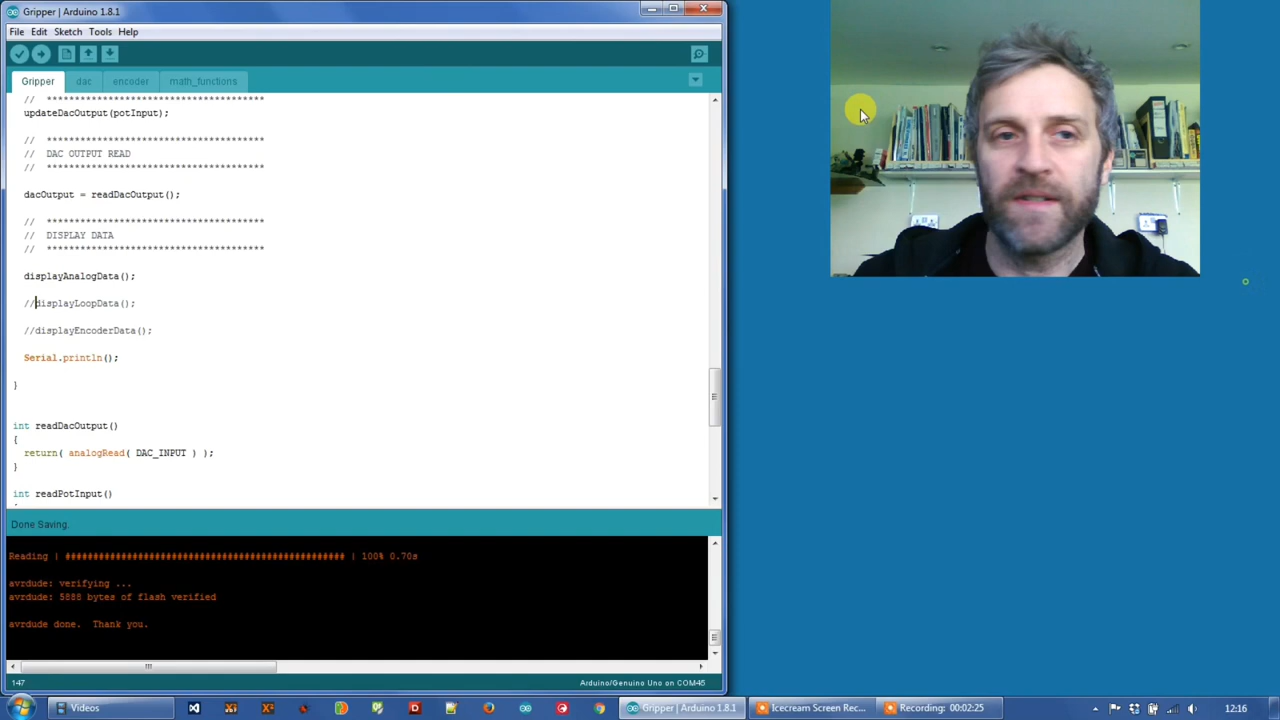 Gripper | Arduino 1.8.1
File Edit Sketch Tools Help
Gripper dac encoder math_functions
// ***************************************
updateDacOutput(potInput);
// ***************************************
// DAC OUTPUT READ
// ***************************************
dacOutput = readDacOutput();
// ***************************************
// DISPLAY DATA
// ***************************************
displayAnalogData();
//displayLoopData();
//displayEncoderData();
Serial.println();
}
int readDacOutput()
{
return( analogRead( DAC_INPUT ) );
}
int readPotInput()
Done Saving.
Reading | ################################################## | 100% 0.70s
avrdude: verifying ...
avrdude: 5888 bytes of flash verified
avrdude done.  Thank you.
147 Arduino/Genuino Uno on COM45
Videos Gripper | Arduino 1.8.1 Icecream Screen Rec... Recording: 00:02:25 12:16